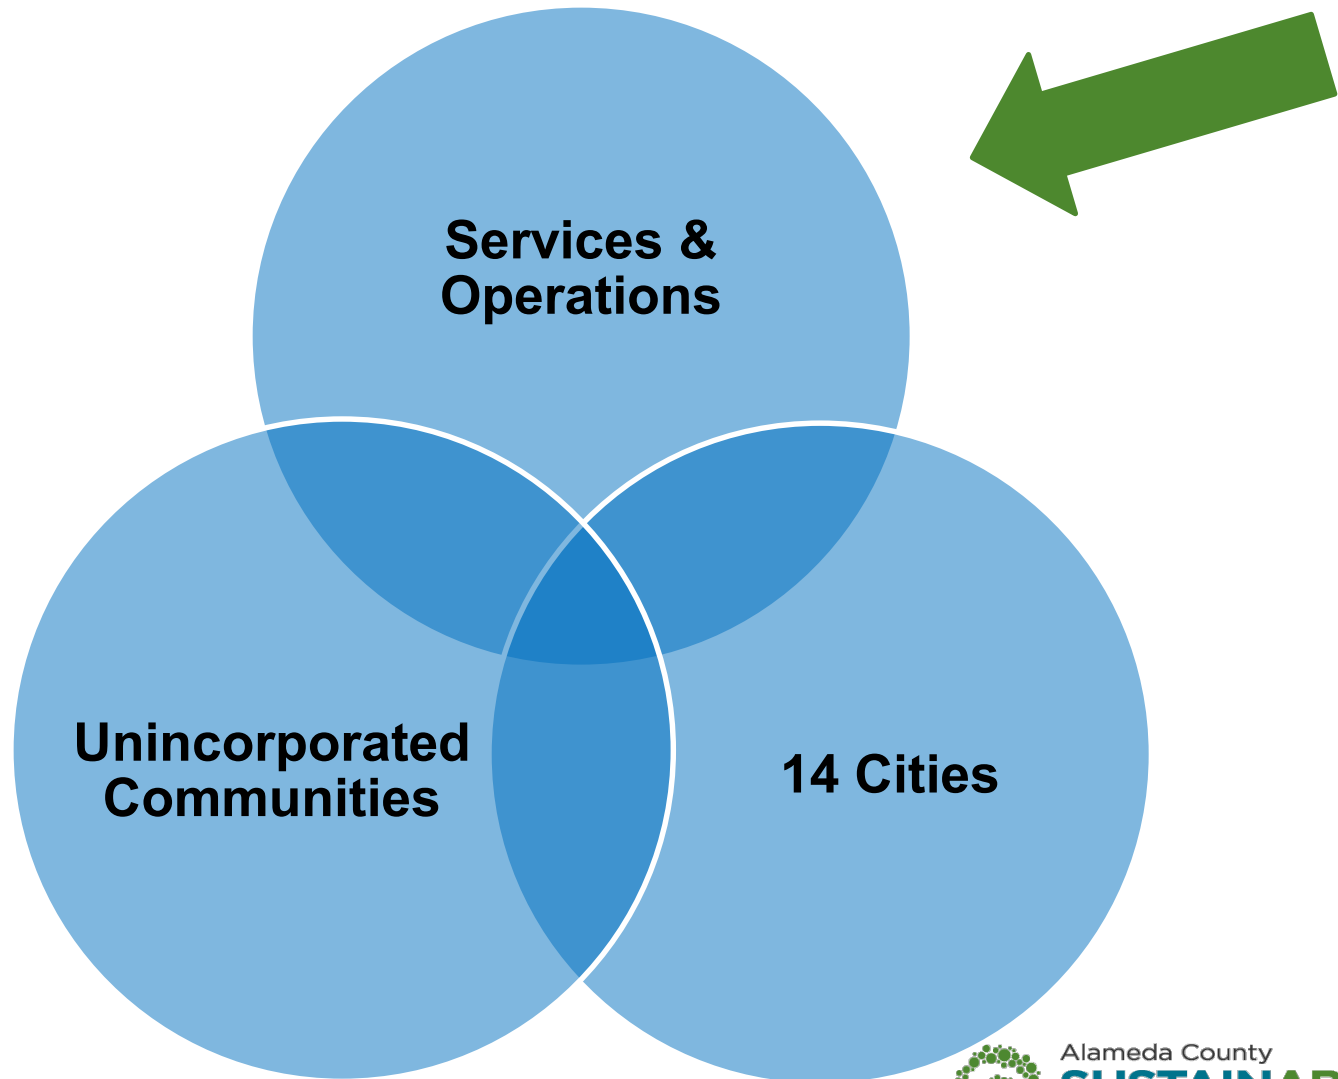 Services &
Operations
Unincorporated
Communities
14 Cities
Alameda County